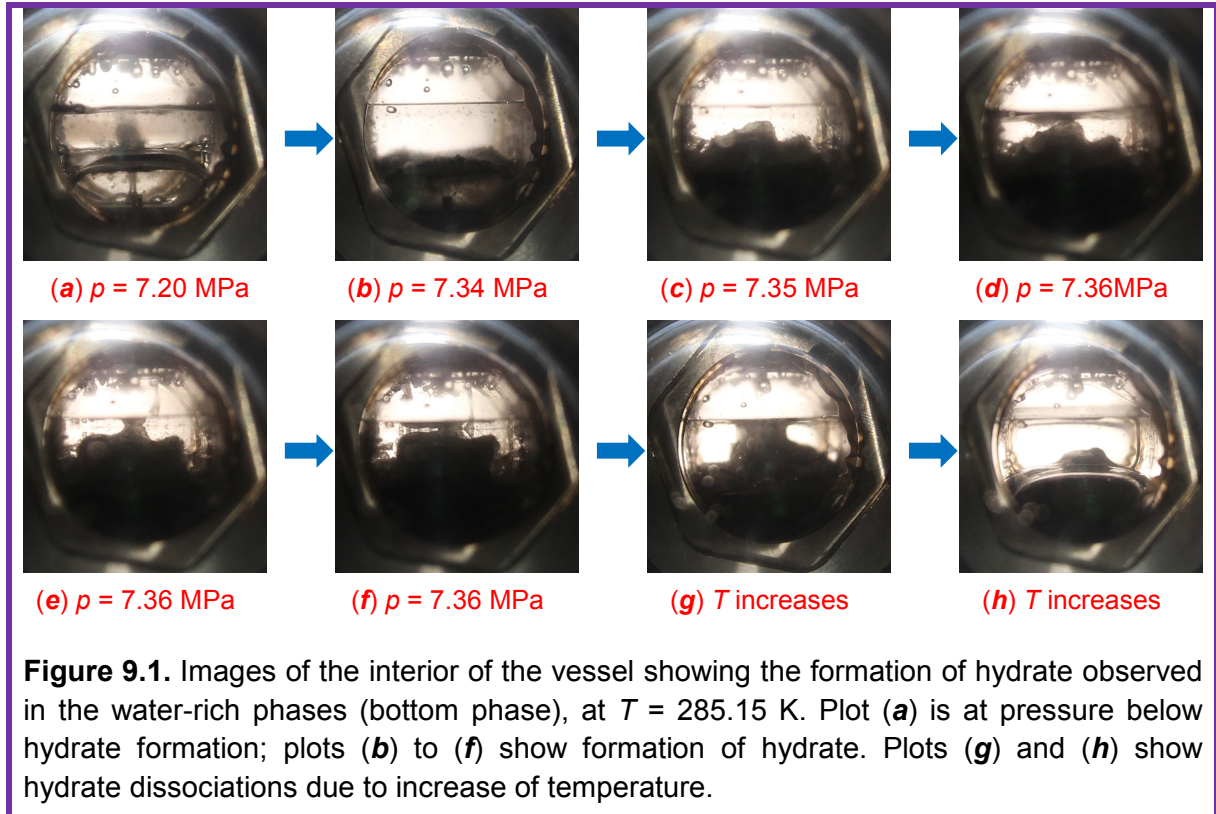 (a) p = 7.20 MPa
(b) p = 7.34 MPa
(c) p = 7.35 MPa
(d) p = 7.36MPa
(e) p = 7.36 MPa
(f) p = 7.36 MPa
(g) T increases
(h) T increases
Figure 9.1. Images of the interior of the vessel showing the formation of hydrate observed
in the water-rich phases (bottom phase), at T = 285.15 K. Plot (a) is at pressure below
hydrate formation; plots (b) to (f) show formation of hydrate. Plots (g) and (h) show
hydrate dissociations due to increase of temperature.